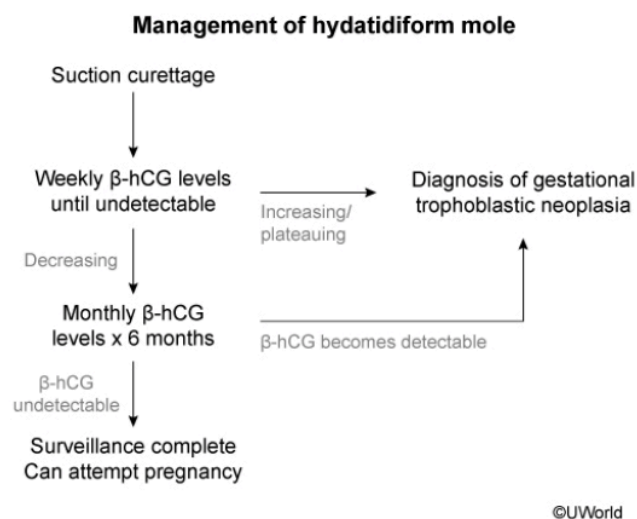 Management of hydatidiform mole
Suction curettage
Weekly β-hCG levels
until undetectable
Increasing/
plateauing
Diagnosis of gestational
trophoblastic neoplasia
Decreasing
Monthly β-hCG
levels x 6 months
β-hCG becomes detectable
β-hCG
undetectable
Surveillance complete
Can attempt pregnancy
©UWorld